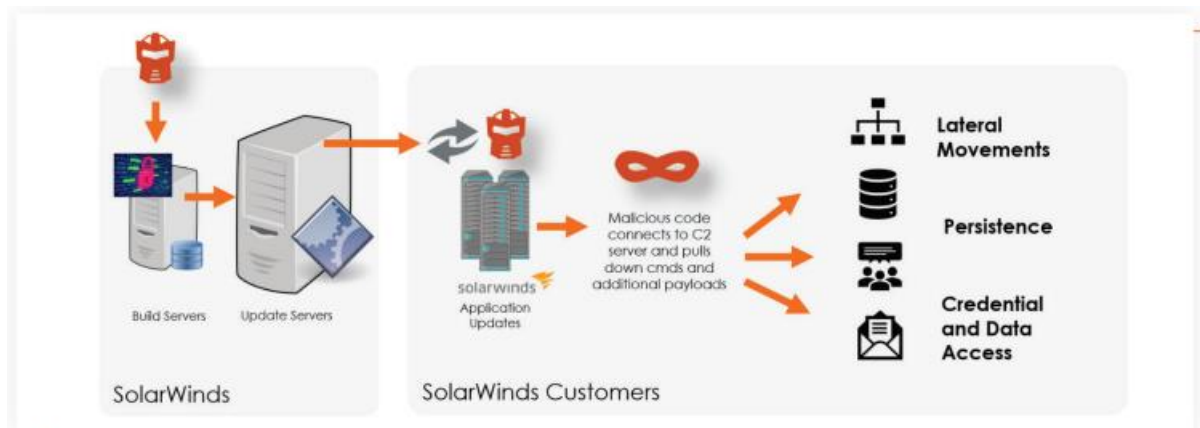 Build Servers
Update Servers
SolarWinds
solarwinds
Application
Updates
Malicious code
connects to C2
server and pulls
down cmds and
additional payloads
Lateral
Movements
Persistence
Credential
and Data
Access
SolarWinds Customers